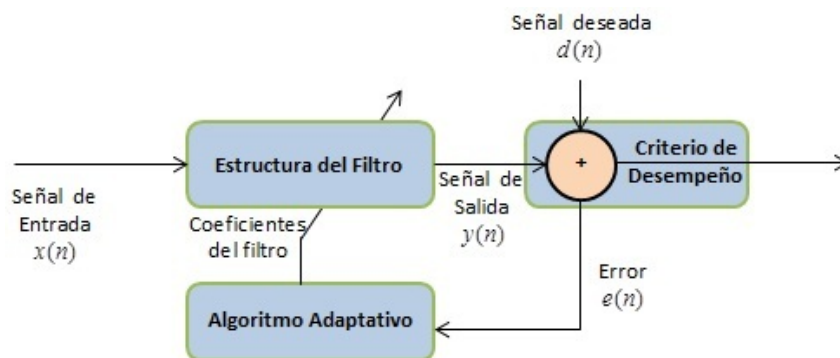 Señal deseada
d(n)
Estructura del Filtro
+
Criterio de
Desempeño
Señal de
Entrada
x(n)
Señal de
Salida
y(n)
Coeficientes
del filtro
Error
e(n)
Algoritmo Adaptativo